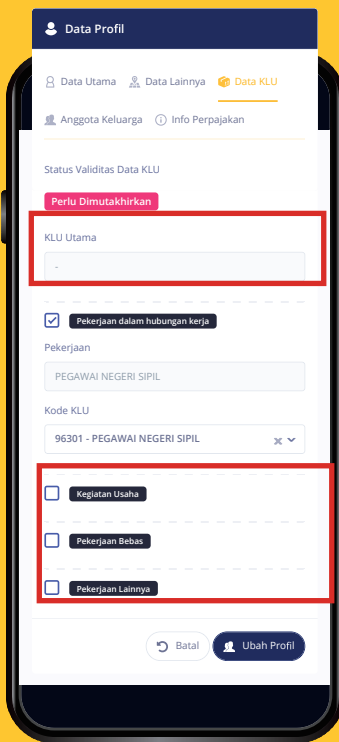 Data Profil
Data Utama Data Lainnya Data KLU
Anggota Keluarga Info Perpajakan
Status Validitas Data KLU
Perlu Dimutakhirkan
KLU Utama
-
Pekerjaan dalam hubungan kerja
Pekerjaan
PEGAWAI NEGERI SIPIL
Kode KLU
96301 - PEGAWAI NEGERI SIPIL
Kegiatan Usaha
Pekerjaan Bebas
Pekerjaan Lainnya
Batal Ubah Profil